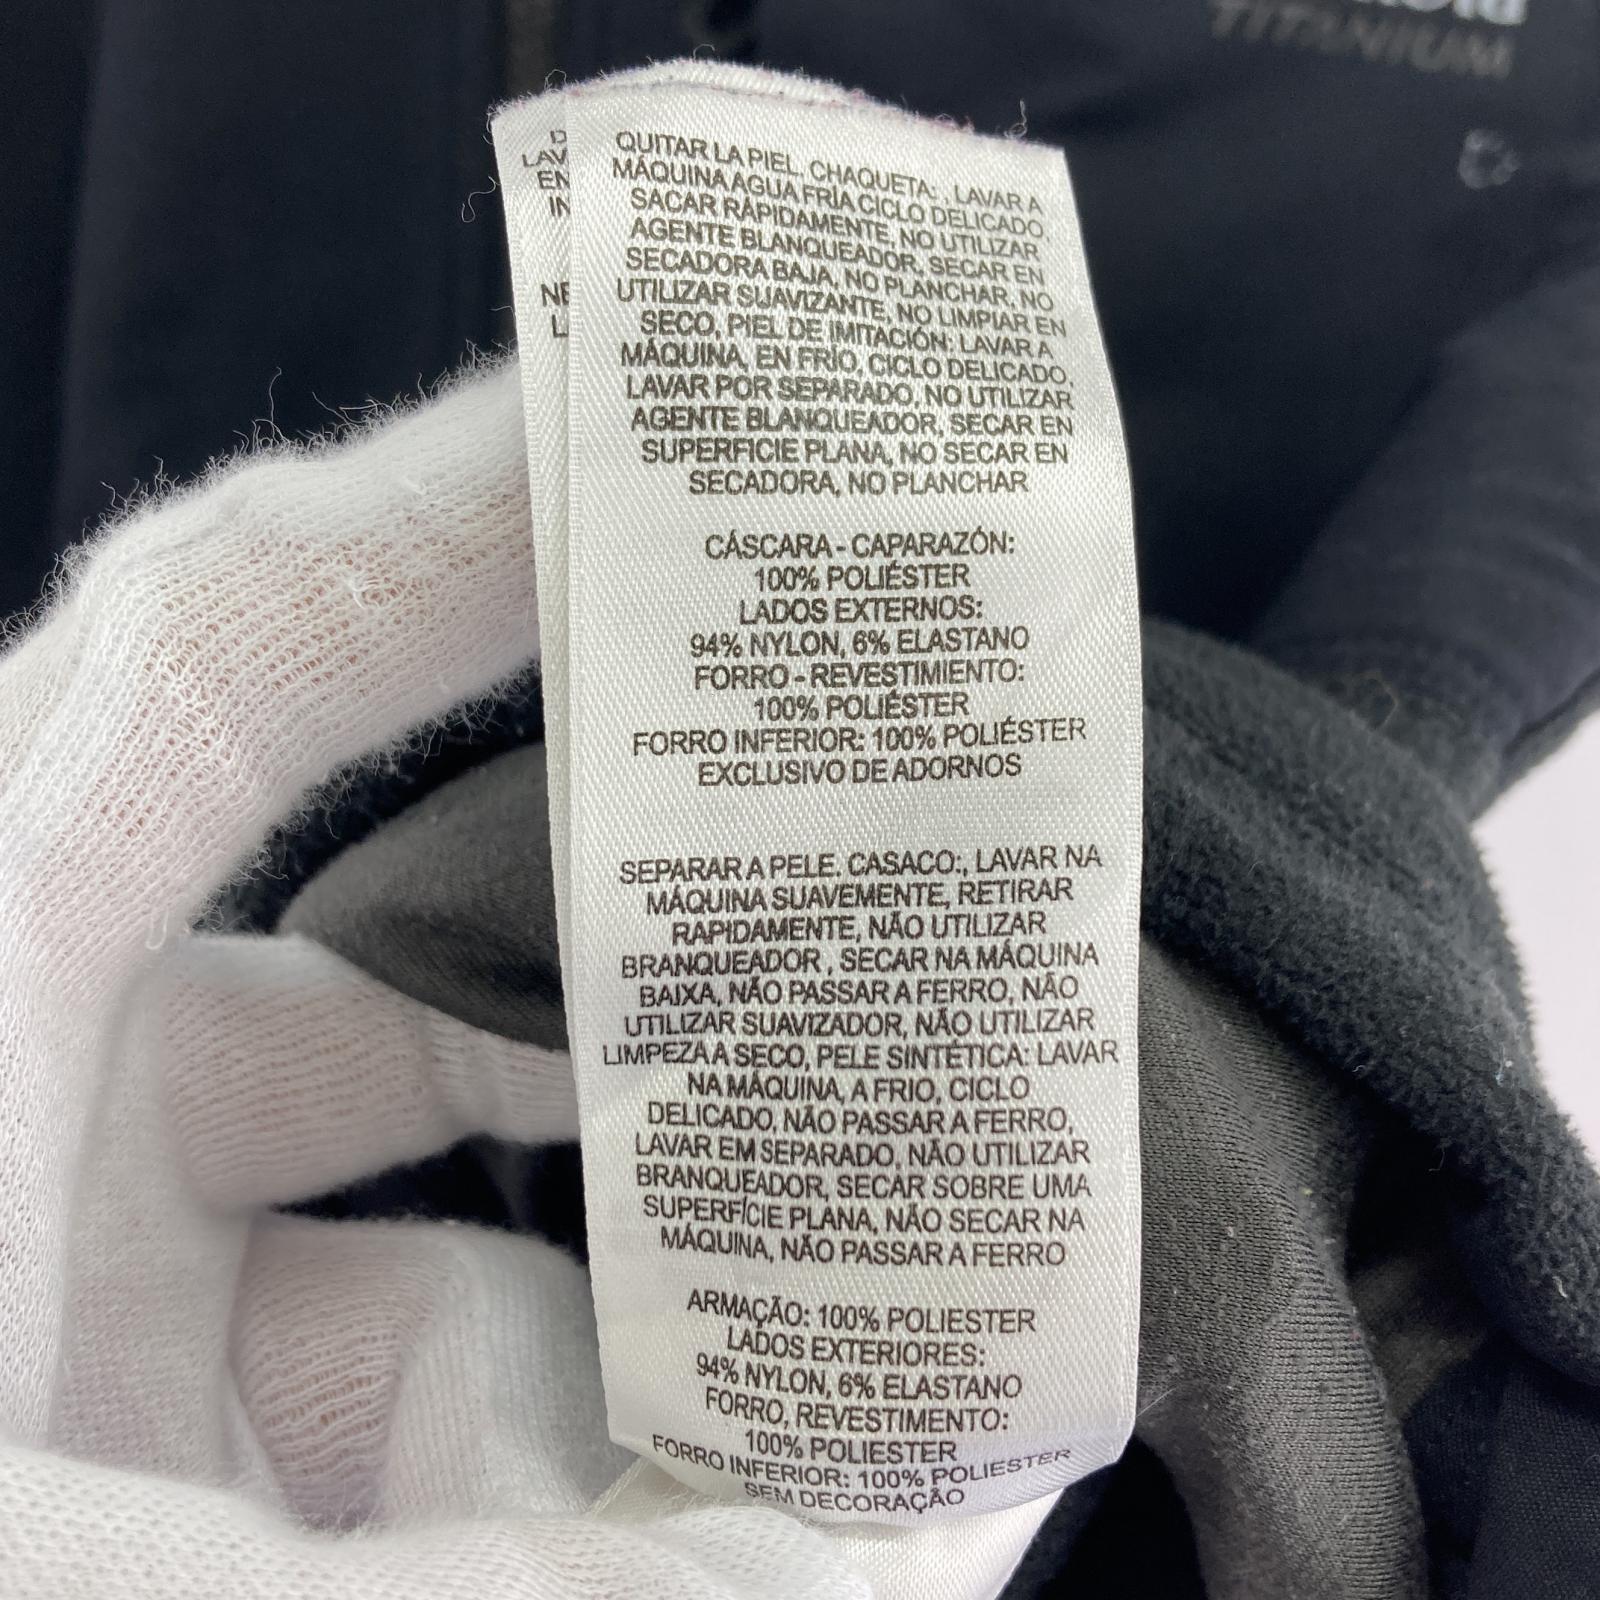 TITANIUM
QUITAR LA PIEL, CHAQUETA:, LAVAR A
MÁQUINA AGUA FRÍA CICLO DELICADO,
SACAR RÁPIDAMENTE, NO UTILIZAR
AGENTE BLANQUEADOR, SECAR EN
SECADORA BAJA, NO PLANCHAR, NO
UTILIZAR SUAVIZANTE, NO LIMPIAR EN
SECO, PIEL DE IMITACIÓN: LAVAR A
MÁQUINA, EN FRÍO, CICLO DELICADO,
LAVAR POR SEPARADO, NO UTILIZAR
AGENTE BLANQUEADOR, SECAR EN
SUPERFICIE PLANA, NO SECAR EN
SECADORA, NO PLANCHAR
CÁSCARA - CAPARAZÓN:
100% POLIÉSTER
LADOS EXTERNOS:
94% NYLON, 6% ELASTANO
FORRO - REVESTIMIENTO:
100% POLIÉSTER
FORRO INFERIOR: 100% POLIÉSTER
EXCLUSIVO DE ADORNOS
SEPARAR A PELE. CASACO:, LAVAR NA
MÁQUINA SUAVEMENTE, RETIRAR
RAPIDAMENTE, NÃO UTILIZAR
BRANQUEADOR , SECAR NA MÁQUINA
BAIXA, NÃO PASSAR A FERRO, NÃO
UTILIZAR SUAVIZADOR, NÃO UTILIZAR
LIMPEZA A SECO, PELE SINTÉTICA: LAVAR
NA MÁQUINA, A FRIO, CICLO
DELICADO, NÃO PASSAR A FERRO,
LAVAR EM SEPARADO, NÃO UTILIZAR
BRANQUEADOR, SECAR SOBRE UMA
SUPERFÍCIE PLANA, NÃO SECAR NA
MÁQUINA, NÃO PASSAR A FERRO
ARMAÇÃO: 100% POLIESTER
LADOS EXTERIORES:
94% NYLON, 6% ELASTANO
FORRO, REVESTIMENTO:
100% POLIESTER
FORRO INFERIOR: 100% POLIESTER
SEM DECORAÇÃO